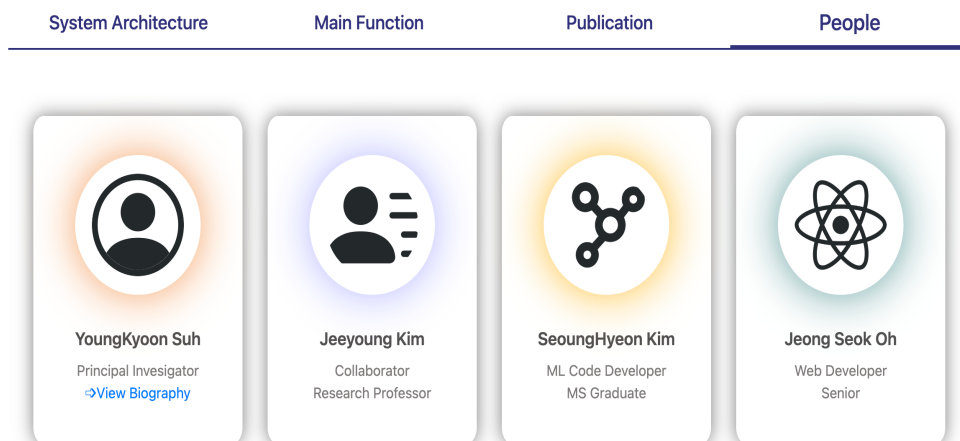 System Architecture
Main Function
Publication
People
YoungKyoon Suh
Principal Invesigator
➩View Biography
Jeeyoung Kim
Collaborator
Research Professor
SeoungHyeon Kim
ML Code Developer
MS Graduate
Jeong Seok Oh
Web Developer
Senior